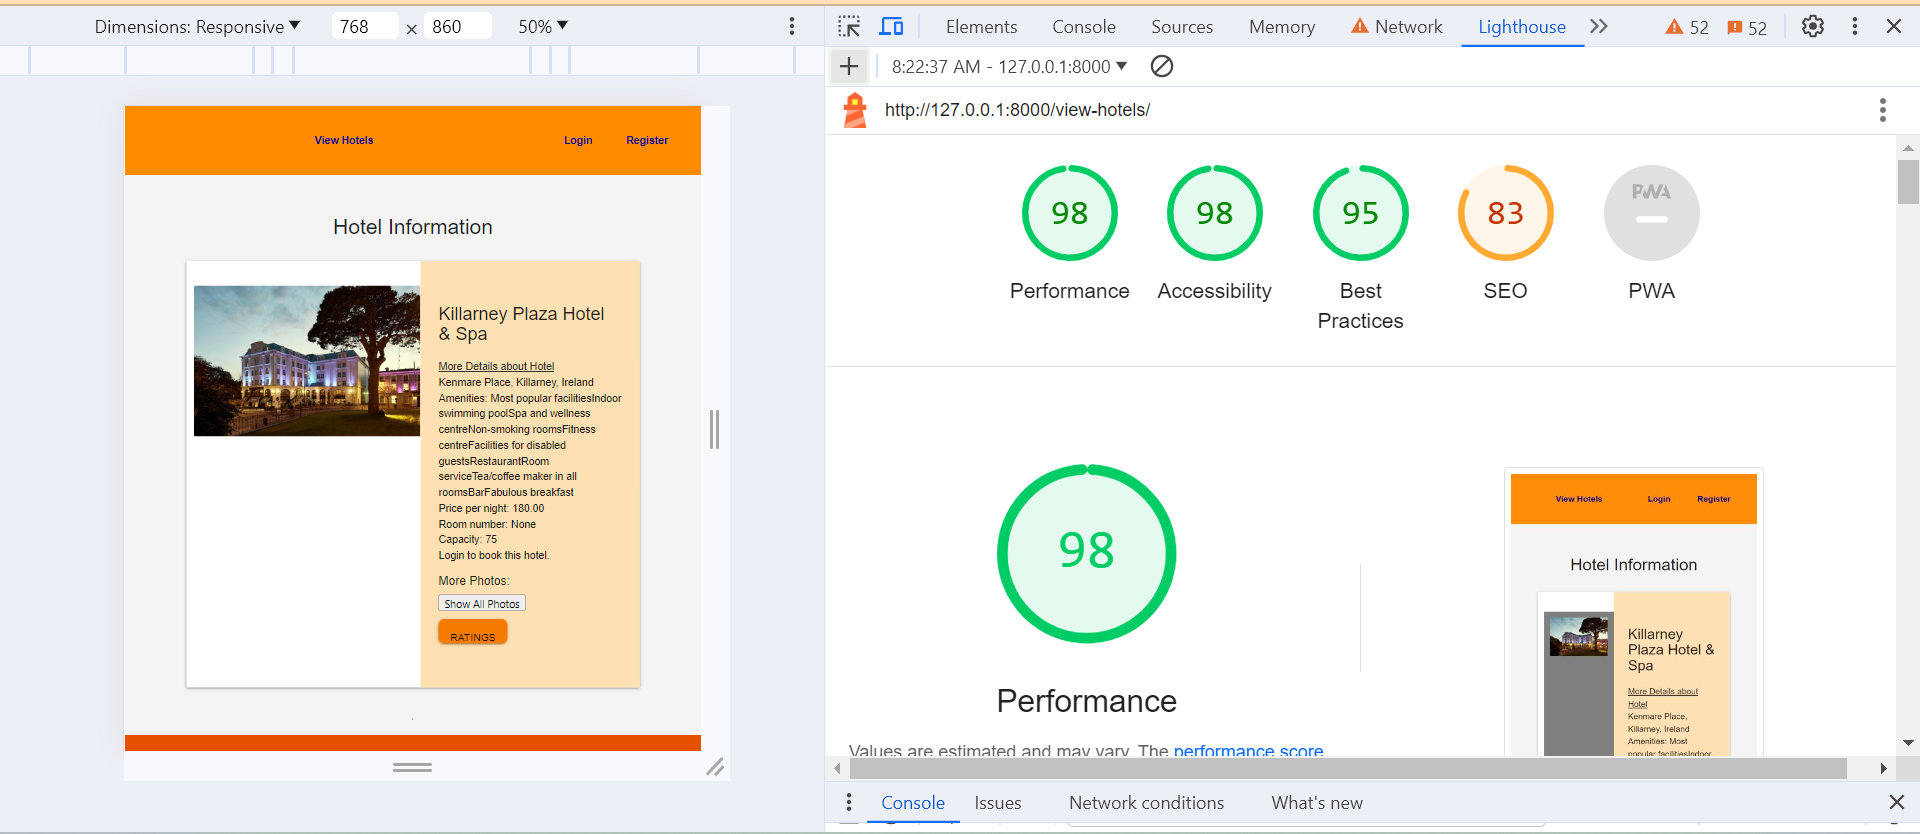 Dimensions: Responsive 768 × 860 50%
View Hotels Login Register
Hotel Information
Killarney Plaza Hotel
& Spa
More Details about Hotel
Kenmare Place, Killarney, Ireland
Amenities: Most popular facilitiesIndoor
swimming poolSpa and wellness
centreNon-smoking roomsFitness
centreFacilities for disabled
guestsRestaurantRoom
serviceTea/coffee maker in all
roomsBarFabulous breakfast
Price per night: 180.00
Room number: None
Capacity: 75
Login to book this hotel.
More Photos:
Show All Photos
RATINGS
Elements Console Sources Memory Network Lighthouse 52 52
8:22:37 AM - 127.0.0.1:8000
http://127.0.0.1:8000/view-hotels/
98 98 95 83 PWA
Performance Accessibility Best SEO PWA
Practices
98
Performance
Values are estimated and may vary. The performance score
View Hotels Login Register
Hotel Information
Killarney
Plaza Hotel &
Spa
More Details about
Hotel
Kenmare Place,
Killarney, Ireland
Amenities: Most
popular facilitiesIndoor
Console Issues Network conditions What's new